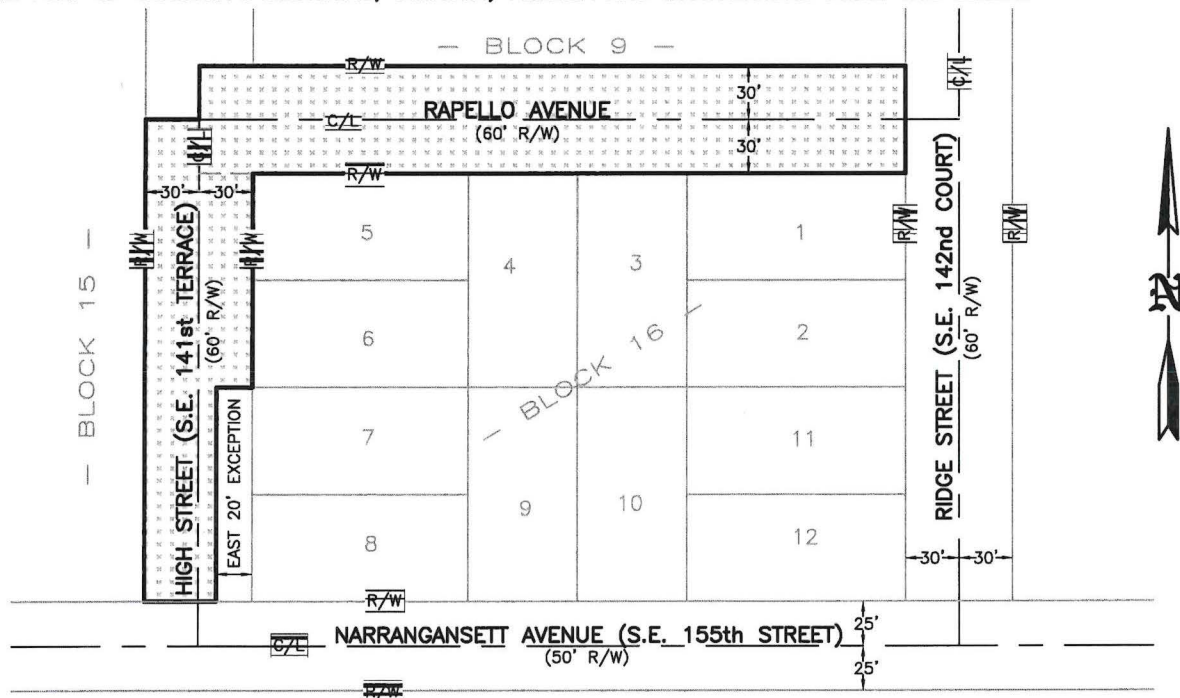 — BLOCK 9 —
R/W
C/L
30'
RAPELLO AVENUE
C/L
(60' R/W)
30'
C/L
R/W
30'
30'
R/W
R/W
R/W
R/W
— BLOCK 15 —
HIGH STREET (S.E. 141st TERRACE)
(60' R/W)
5
4
3
1
6
2
— BLOCK 16 —
7
11
9
10
8
12
EAST 20' EXCEPTION
RIDGE STREET (S.E. 142nd COURT)
(60' R/W)
N
30'
30'
R/W
NARRANGANSETT AVENUE (S.E. 155th STREET)
25'
C/L
(50' R/W)
25'
R/W